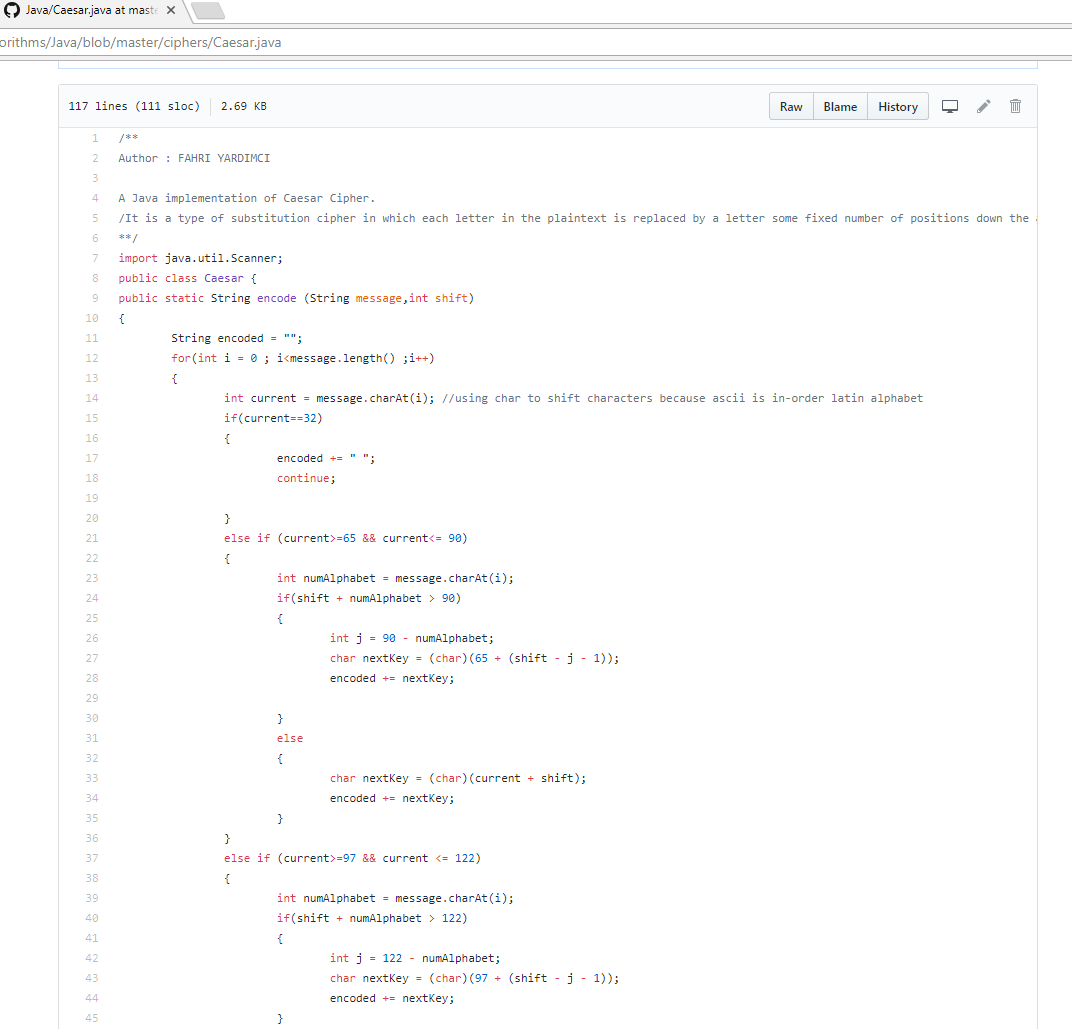 Java/Caesar.java at maste
orithms/Java/blob/master/ciphers/Caesar.java
117 lines (111 sloc) 2.69 KB Raw Blame History
1 /**
2 Author : FAHRI YARDIMCI
3
4 A Java implementation of Caesar Cipher.
5 /It is a type of substitution cipher in which each letter in the plaintext is replaced by a letter some fixed number of positions down the
6 **/
7 import java.util.Scanner;
8 public class Caesar {
9 public static String encode (String message,int shift)
10 {
11 String encoded = "";
12 for(int i = 0 ; i<message.length() ;i++)
13 {
14 int current = message.charAt(i); //using char to shift characters because ascii is in-order latin alphabet
15 if(current==32)
16 {
17 encoded += " ";
18 continue;
19
20 }
21 else if (current>=65 && current<= 90)
22 {
23 int numAlphabet = message.charAt(i);
24 if(shift + numAlphabet > 90)
25 {
26 int j = 90 - numAlphabet;
27 char nextKey = (char)(65 + (shift - j - 1));
28 encoded += nextKey;
29
30 }
31 else
32 {
33 char nextKey = (char)(current + shift);
34 encoded += nextKey;
35 }
36 }
37 else if (current>=97 && current <= 122)
38 {
39 int numAlphabet = message.charAt(i);
40 if(shift + numAlphabet > 122)
41 {
42 int j = 122 - numAlphabet;
43 char nextKey = (char)(97 + (shift - j - 1));
44 encoded += nextKey;
45 }